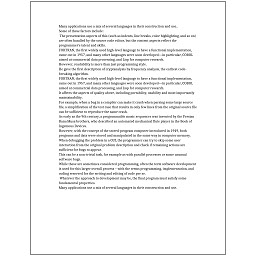 Many applications use a mix of several languages in their construction and use.
Some of these factors include:
The presentation aspects of this (such as indents, line breaks, color highlighting, and so on)
are often handled by the source code editor, but the content aspects reflect the
programmer's talent and skills.
FORTRAN, the first widely used high-level language to have a functional implementation,
came out in 1957, and many other languages were soon developed—in particular, COBOL
aimed at commercial data processing, and Lisp for computer research.
However, readability is more than just programming style.
He gave the first description of cryptanalysis by frequency analysis, the earliest code-
breaking algorithm.
FORTRAN, the first widely used high-level language to have a functional implementation,
came out in 1957, and many other languages were soon developed—in particular, COBOL
aimed at commercial data processing, and Lisp for computer research.
It affects the aspects of quality above, including portability, usability and most importantly
maintainability.
For example, when a bug in a compiler can make it crash when parsing some large source
file, a simplification of the test case that results in only few lines from the original source file
can be sufficient to reproduce the same crash.
As early as the 9th century, a programmable music sequencer was invented by the Persian
Banu Musa brothers, who described an automated mechanical flute player in the Book of
Ingenious Devices.
However, with the concept of the stored-program computer introduced in 1949, both
programs and data were stored and manipulated in the same way in computer memory.
When debugging the problem in a GUI, the programmer can try to skip some user
interaction from the original problem description and check if remaining actions are
sufficient for bugs to appear.
This can be a non-trivial task, for example as with parallel processes or some unusual
software bugs.
While these are sometimes considered programming, often the term software development
is used for this larger overall process – with the terms programming, implementation, and
coding reserved for the writing and editing of code per se.
Whatever the approach to development may be, the final program must satisfy some
fundamental properties.
Many applications use a mix of several languages in their construction and use.